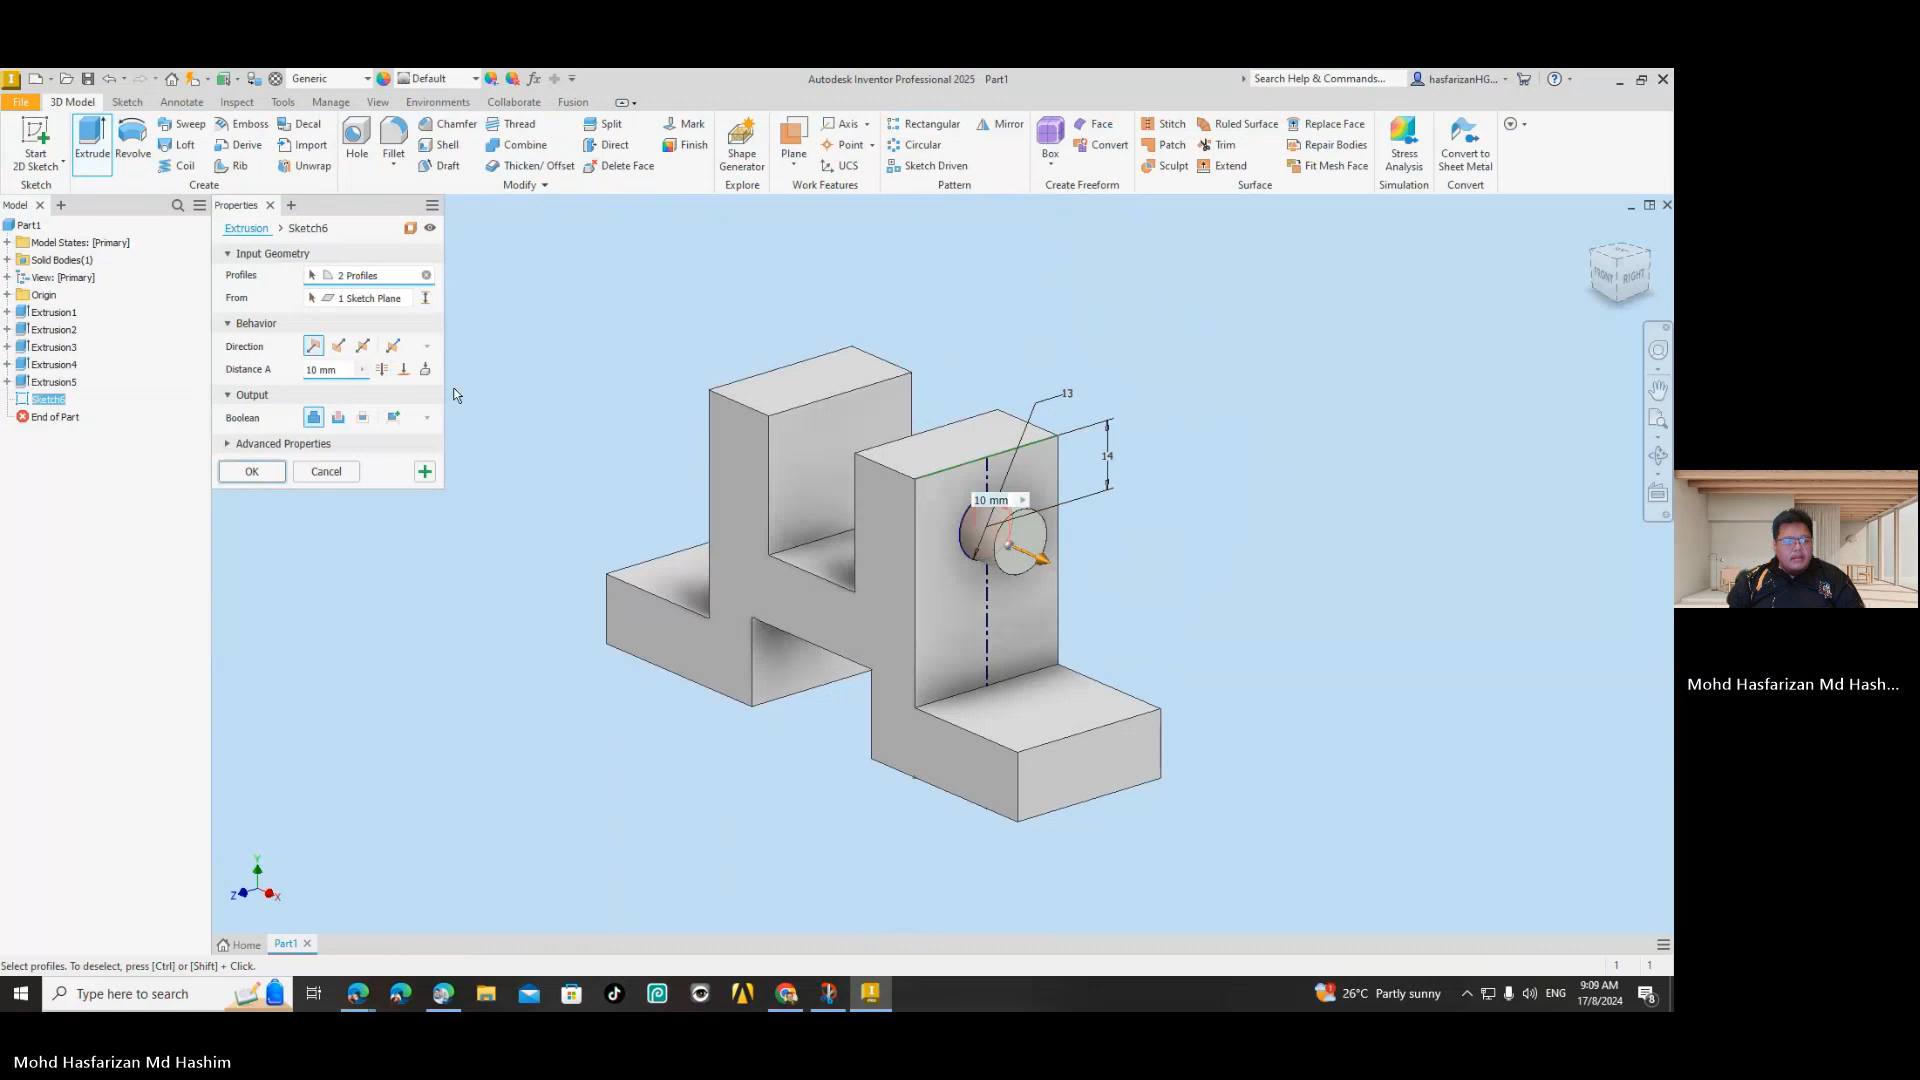 Generic
Default
Autodesk Inventor Professional 2025 Part1
Search Help & Commands...
hasfarizanHG...
File 3D Model Sketch Annotate Inspect Tools Manage View Environments Collaborate Fusion
Start
2D Sketch
Sketch
Extrude
Revolve
Sweep
Loft
Coil
Emboss
Derive
Rib
Decal
Import
Unwrap
Create
Hole
Fillet
Chamfer
Shell
Draft
Thread
Combine
Thicken/ Offset
Split
Direct
Delete Face
Mark
Finish
Modify
Shape
Generator
Explore
Plane
Axis
Point
UCS
Work Features
Rectangular
Circular
Sketch Driven
Mirror
Pattern
Box
Face
Convert
Create Freeform
Stitch
Patch
Sculpt
Ruled Surface
Trim
Extend
Replace Face
Repair Bodies
Fit Mesh Face
Surface
Stress
Analysis
Simulation
Convert to
Sheet Metal
Convert
Model
Part1
Model States: [Primary]
Solid Bodies(1)
View: [Primary]
Origin
Extrusion1
Extrusion2
Extrusion3
Extrusion4
Extrusion5
Sketch6
End of Part
Properties
Extrusion > Sketch6
Input Geometry
Profiles 2 Profiles
From 1 Sketch Plane
Behavior
Direction
Distance A 10 mm
Output
Boolean
Advanced Properties
OK Cancel
13
14
10 mm
FRONT RIGHT
Y
Z X
Home Part1
Select profiles. To deselect, press [Ctrl] or [Shift] + Click.
1 1
Type here to search
26°C Partly sunny
ENG
9:09 AM
17/8/2024
8
Mohd Hasfarizan Md Hash...
Mohd Hasfarizan Md Hashim